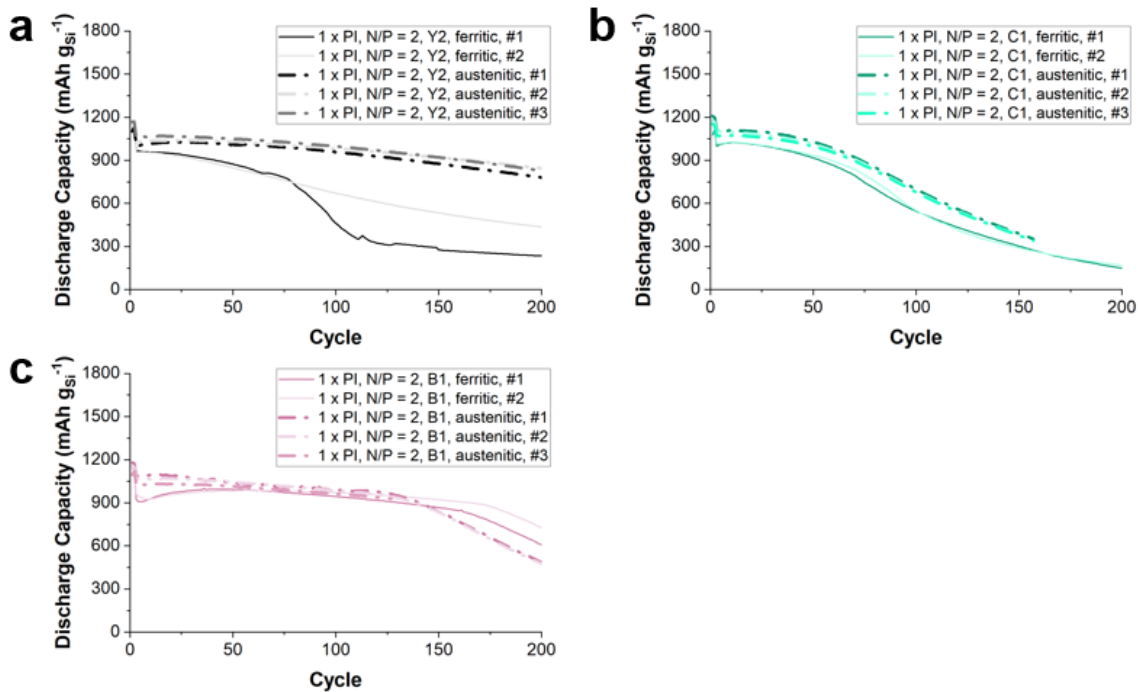 a
Discharge Capacity (mAh gSi⁻¹)
1800
1500
1200
900
600
300
0
0 50 100 150 200
Cycle
1 x PI, N/P = 2, Y2, ferritic, #1
1 x PI, N/P = 2, Y2, ferritic, #2
1 x PI, N/P = 2, Y2, austenitic, #1
1 x PI, N/P = 2, Y2, austenitic, #2
1 x PI, N/P = 2, Y2, austenitic, #3
b
Discharge Capacity (mAh gSi⁻¹)
1800
1500
1200
900
600
300
0
0 50 100 150 200
Cycle
1 x PI, N/P = 2, C1, ferritic, #1
1 x PI, N/P = 2, C1, ferritic, #2
1 x PI, N/P = 2, C1, austenitic, #1
1 x PI, N/P = 2, C1, austenitic, #2
1 x PI, N/P = 2, C1, austenitic, #3
c
Discharge Capacity (mAh gSi⁻¹)
1800
1500
1200
900
600
300
0
0 50 100 150 200
Cycle
1 x PI, N/P = 2, B1, ferritic, #1
1 x PI, N/P = 2, B1, ferritic, #2
1 x PI, N/P = 2, B1, austenitic, #1
1 x PI, N/P = 2, B1, austenitic, #2
1 x PI, N/P = 2, B1, austenitic, #3